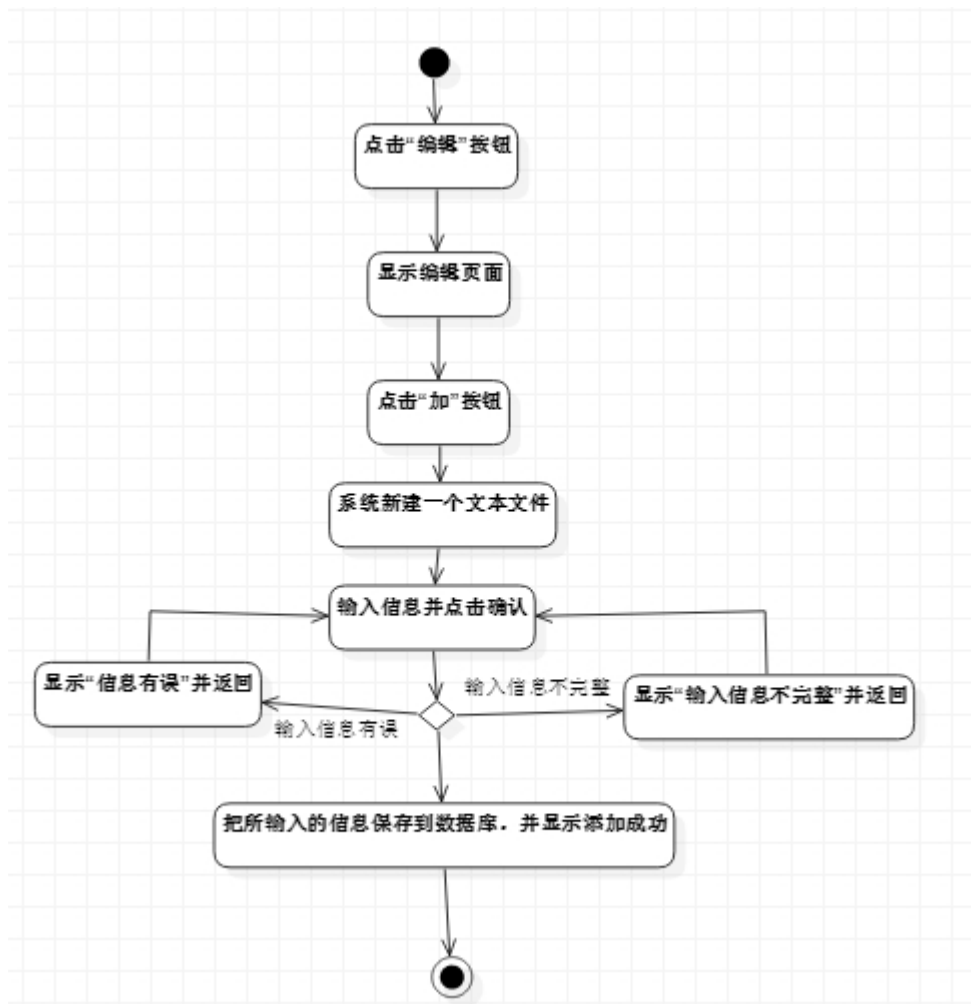 点击“编辑”按钮
显示编辑页面
点击“加”按钮
系统新建一个文本文件
输入信息并点击确认
显示“信息有误”并返回
输入信息不完整
显示“输入信息不完整”并返回
输入信息有误
把所输入的信息保存到数据库．并显示添加成功